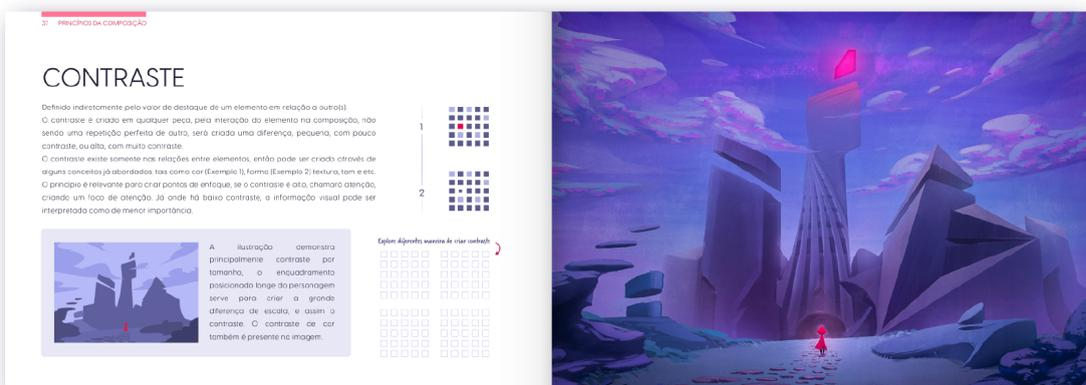 37 PRINCÍPIOS DA COMPOSIÇÃO
CONTRASTE
Definido indiretamente pelo valor de destaque de um elemento em relação a outro(s).
O contraste é criado em qualquer peça, pela interação do elemento na composição, não
sendo uma repetição perfeita de outro, será criada uma diferença, pequena, com pouco
contraste, ou alta, com muito contraste.
O contraste existe somente nas relações entre elementos, então pode ser criado através de
alguns conceitos já abordados, tais como cor (Exemplo 1), forma (Exemplo 2) textura, tom e etc.
O princípio é relevante para criar pontos de enfoque, se o contraste é alto, chamará atenção,
criando um foco de atenção. Já onde há baixo contraste, a informação visual pode ser
interpretada como de menor importância.
1
2
A ilustração demonstra
principalmente contraste por
tamanho, o enquadramento
posicionado longe do personagem
serve para criar a grande
diferença de escala, e assim o
contraste. O contraste de cor
também é presente na imagem.
Explore diferentes maneira de criar contraste